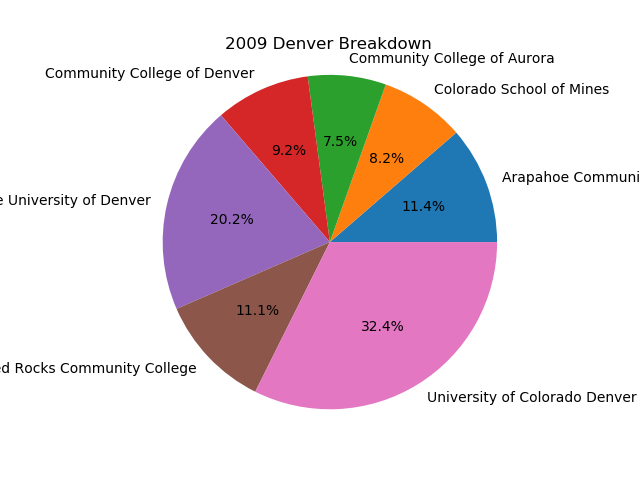 2009 Denver Breakdown
Community College of Aurora
Community College of Denver
Colorado School of Mines
7.5%
9.2%
8.2%
Arapahoe Communi
e University of Denver
11.4%
20.2%
11.1%
32.4%
ed Rocks Community College
University of Colorado Denver